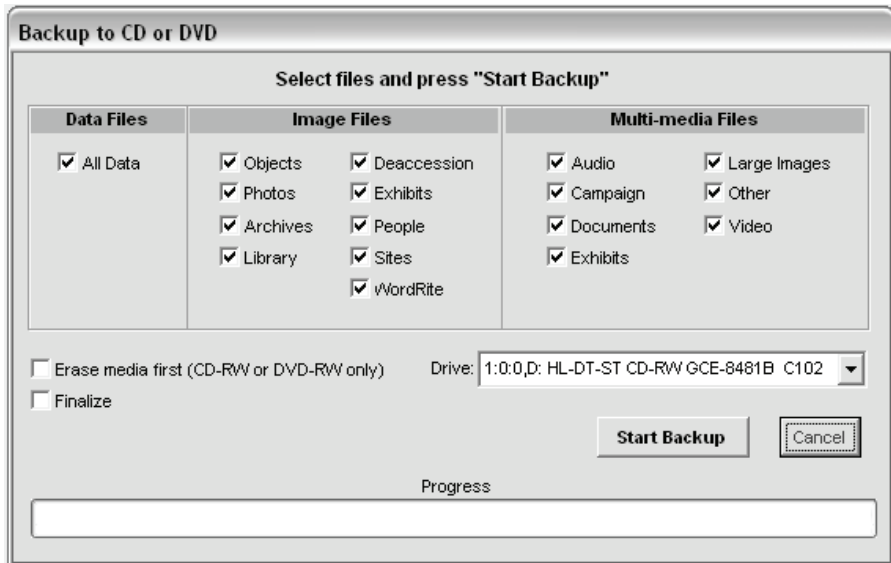 Backup to CD or DVD
Select files and press "Start Backup"
Data Files Image Files Multi-media Files
All Data Objects Deaccession Audio Large Images
Photos Exhibits Campaign Other
Archives People Documents Video
Library Sites Exhibits
WordRite
Erase media first (CD-RW or DVD-RW only) Drive: 1:0:0,D: HL-DT-ST CD-RW GCE-8481B C102
Finalize
Start Backup Cancel
Progress